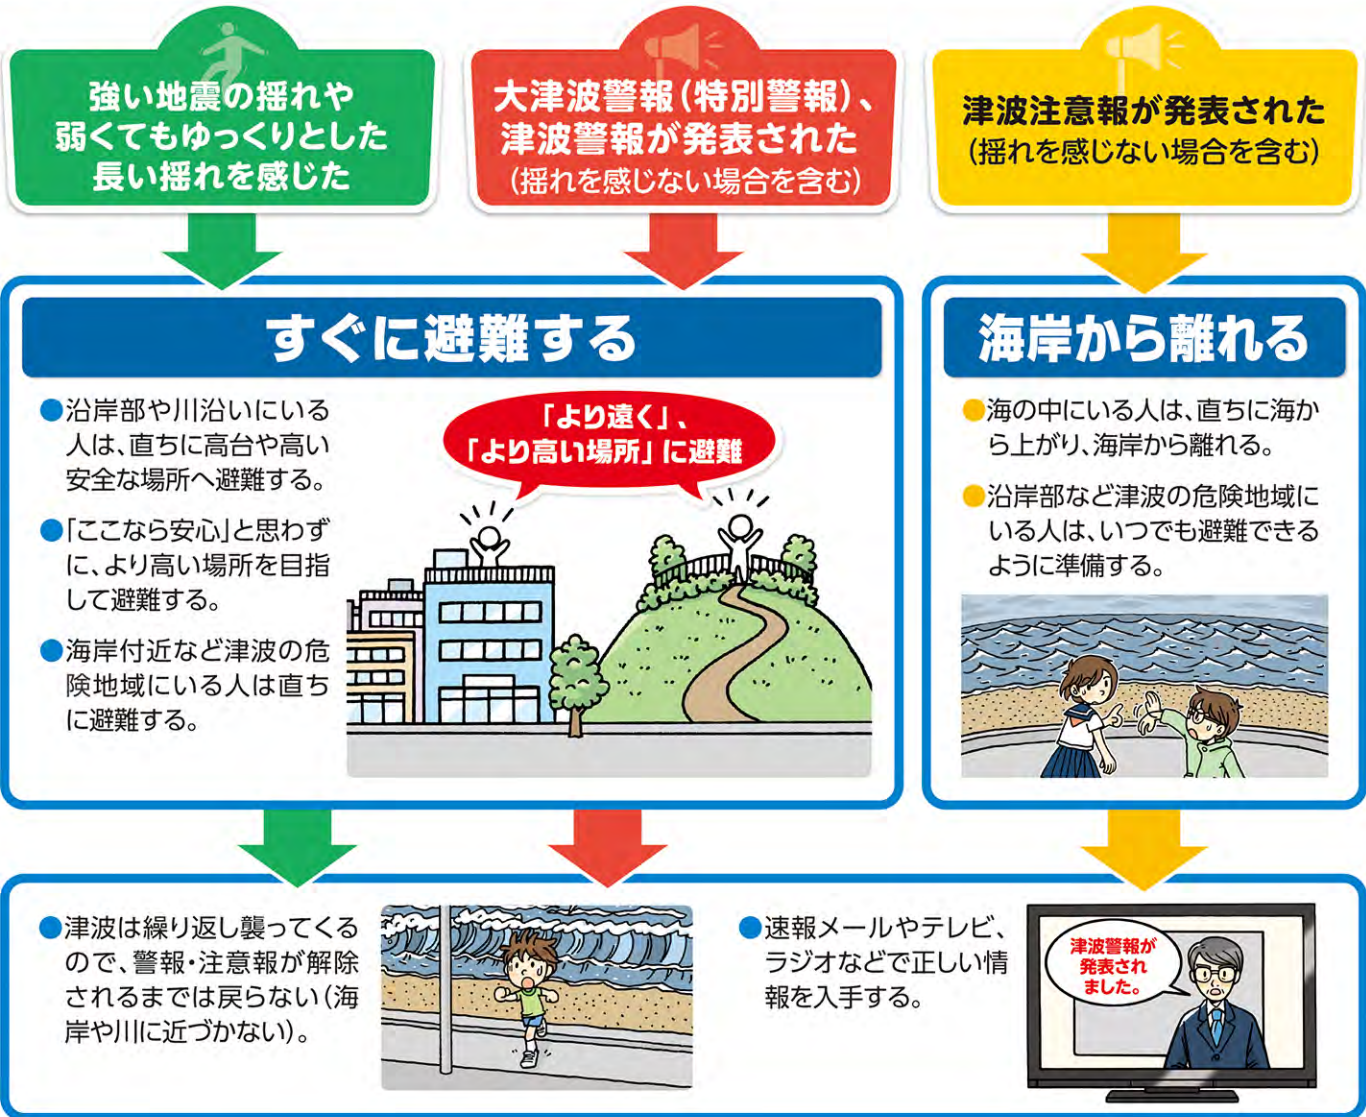 強い地震の揺れや
弱くてもゆっくりとした
長い揺れを感じた
大津波警報(特別警報)、
津波警報が発表された
(揺れを感じない場合を含む)
津波注意報が発表された
(揺れを感じない場合を含む)
すぐに避難する
●沿岸部や川沿いにいる
人は、直ちに高台や高い
安全な場所へ避難する。
●「ここなら安心」と思わず
に、より高い場所を目指
して避難する。
●海岸付近など津波の危
険地域にいる人は直ち
に避難する。
「より遠く」、
「より高い場所」に避難
海岸から離れる
●海の中にいる人は、直ちに海か
ら上がり、海岸から離れる。
●沿岸部など津波の危険地域に
いる人は、いつでも避難できる
ように準備する。
●津波は繰り返し襲ってくる
ので、警報・注意報が解除
されるまでは戻らない(海
岸や川に近づかない)。
●速報メールやテレビ、
ラジオなどで正しい情
報を入手する。
津波警報が
発表され
ました。